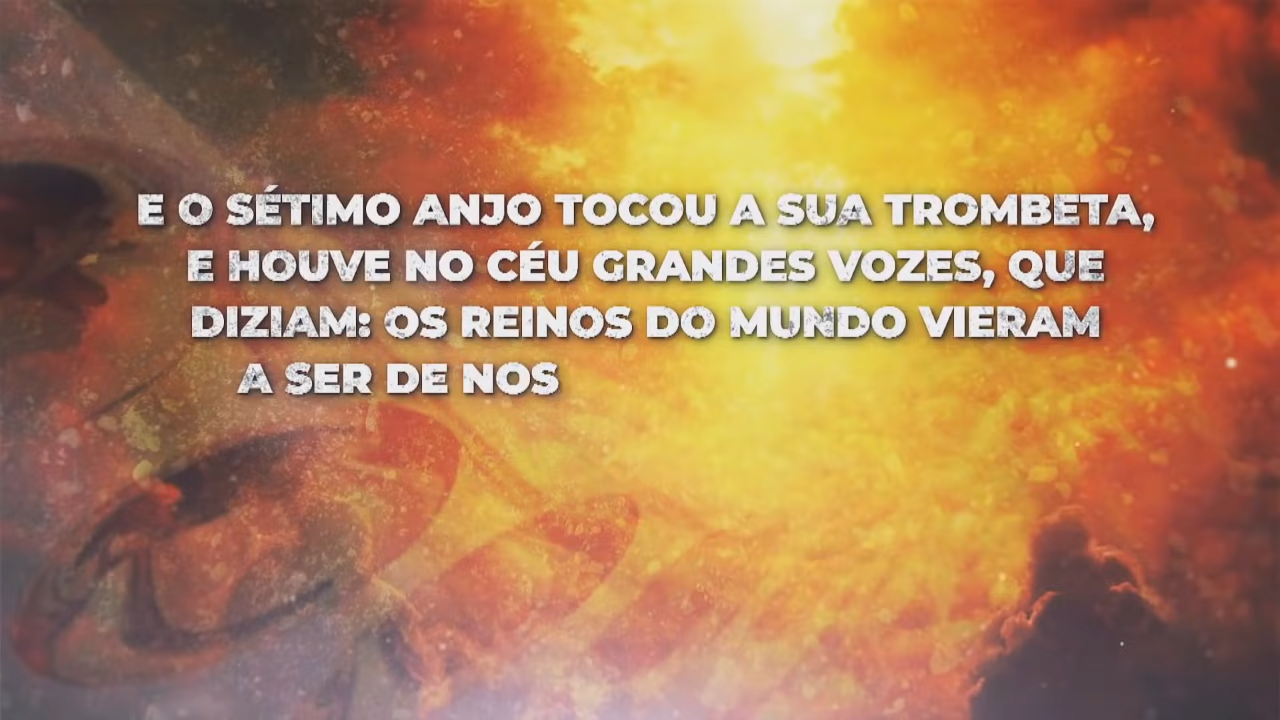 E O SÉTIMO ANJO TOCOU A SUA TROMBETA,
E HOUVE NO CÉU GRANDES VOZES, QUE
DIZIAM: OS REINOS DO MUNDO VIERAM
A SER DE NOS